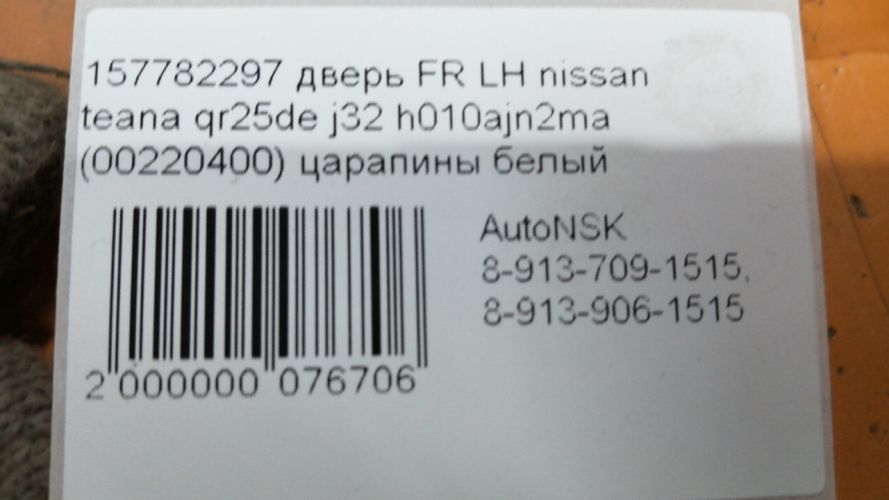 157782297 дверь FR LH nissan
teana qr25de j32 h010ajn2ma
(00220400) царапины белый
AutoNSK
8-913-709-1515,
8-913-906-1515
2 000000 076706